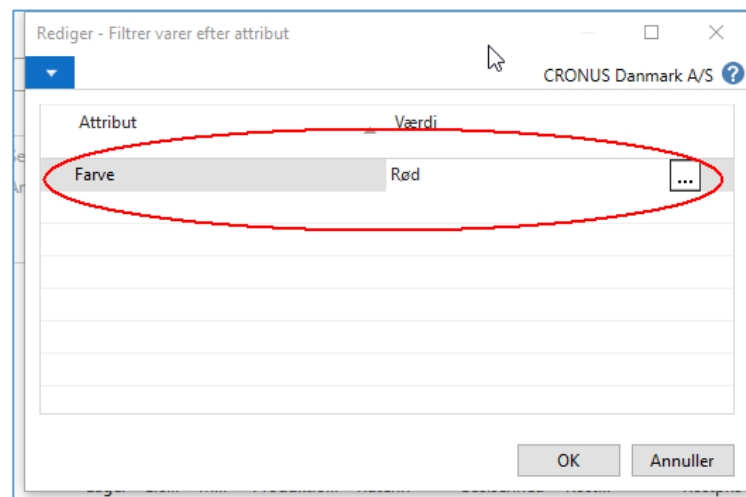 Rediger - Filtrer varer efter attribut
CRONUS Danmark A/S
Attribut Værdi
Farve Rød ...
OK Annuller